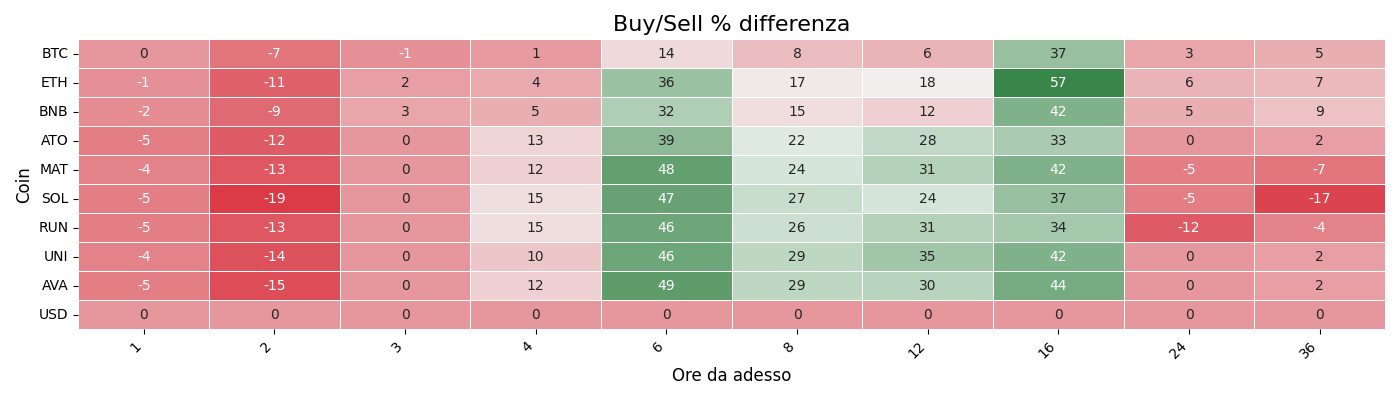 Buy/Sell % differenza
Coin
BTC 0 -7 -1 1 14 8 6 37 3 5
ETH -1 -11 2 4 36 17 18 57 6 7
BNB -2 -9 3 5 32 15 12 42 5 9
ATO -5 -12 0 13 39 22 28 33 0 2
MAT -4 -13 0 12 48 24 31 42 -5 -7
SOL -5 -19 0 15 47 27 24 37 -5 -17
RUN -5 -13 0 15 46 26 31 34 -12 -4
UNI -4 -14 0 10 46 29 35 42 0 2
AVA -5 -15 0 12 49 29 30 44 0 2
USD 0 0 0 0 0 0 0 0 0 0
1 2 3 4 6 8 12 16 24 36
Ore da adesso